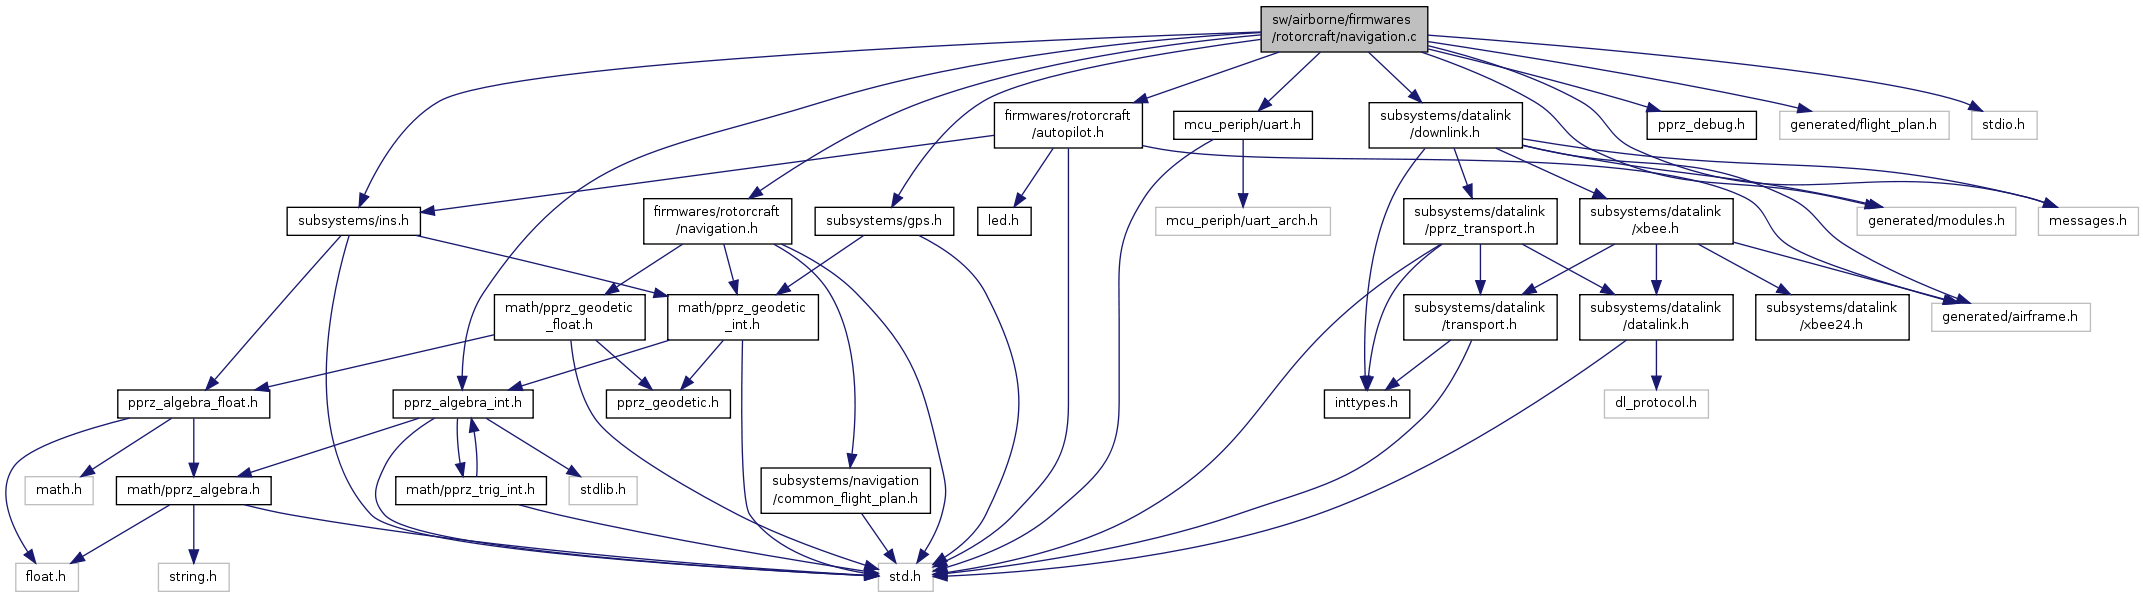 sw/airborne/firmwares
/rotorcraft/navigation.c
firmwares/rotorcraft
/autopilot.h
mcu_periph/uart.h
subsystems/datalink
/downlink.h
pprz_debug.h
generated/flight_plan.h
stdio.h
subsystems/ins.h
firmwares/rotorcraft
/navigation.h
subsystems/gps.h
led.h
mcu_periph/uart_arch.h
subsystems/datalink
/pprz_transport.h
subsystems/datalink
/xbee.h
generated/modules.h
messages.h
math/pprz_geodetic
_float.h
math/pprz_geodetic
_int.h
subsystems/datalink
/transport.h
subsystems/datalink
/datalink.h
subsystems/datalink
/xbee24.h
generated/airframe.h
pprz_algebra_float.h
pprz_algebra_int.h
pprz_geodetic.h
inttypes.h
dl_protocol.h
math.h
math/pprz_algebra.h
math/pprz_trig_int.h
stdlib.h
subsystems/navigation
/common_flight_plan.h
float.h
string.h
std.h